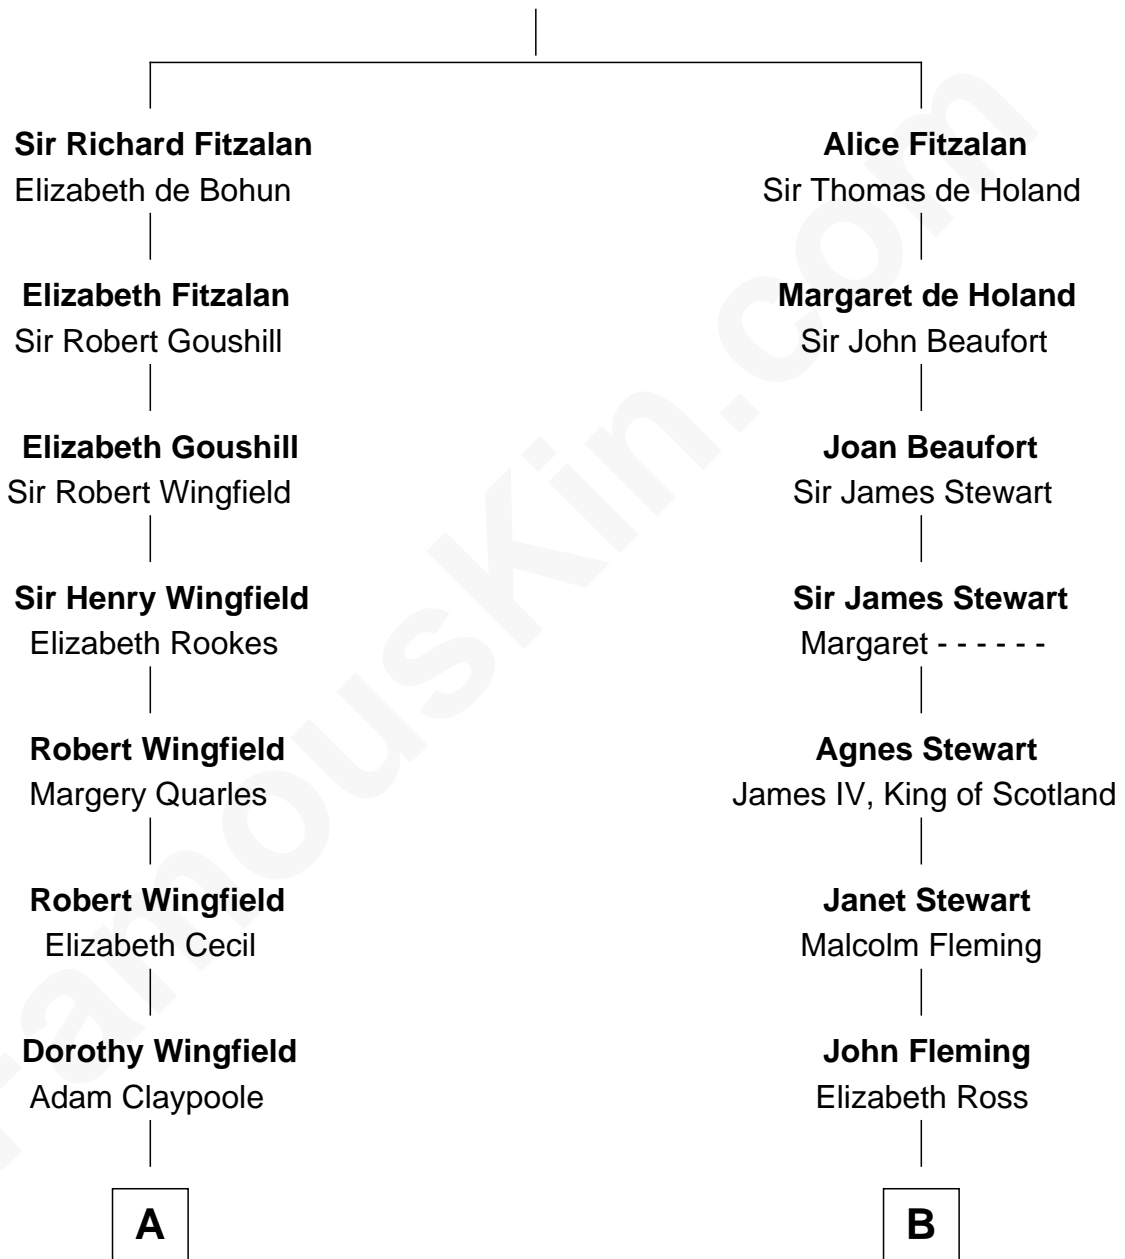 Sir Richard Fitzalan
Elizabeth de Bohun
Elizabeth Fitzalan
Sir Robert Goushill
Elizabeth Goushill
Sir Robert Wingfield
Sir Henry Wingfield
Elizabeth Rookes
Robert Wingfield
Margery Quarles
Robert Wingfield
Elizabeth Cecil
Dorothy Wingfield
Adam Claypoole
A
Alice Fitzalan
Sir Thomas de Holand
Margaret de Holand
Sir John Beaufort
Joan Beaufort
Sir James Stewart
Sir James Stewart
Margaret - - - - - -
Agnes Stewart
James IV, King of Scotland
Janet Stewart
Malcolm Fleming
John Fleming
Elizabeth Ross
B
FamousKin.com